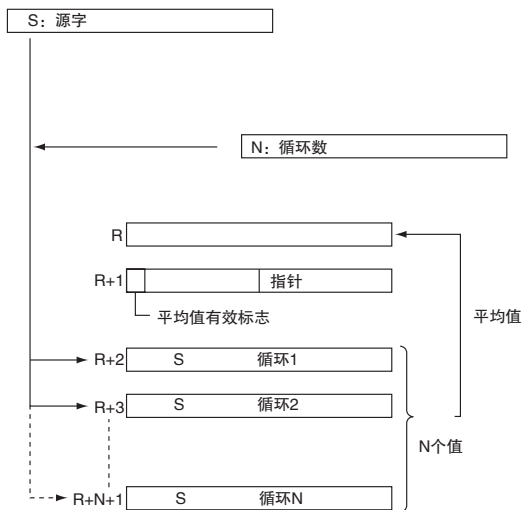 S：源字
N：循环数
R
R+1 指针
平均值有效标志
平均值
R+2 S 循环1
R+3 S 循环2
N个值
R+N+1 S 循环N